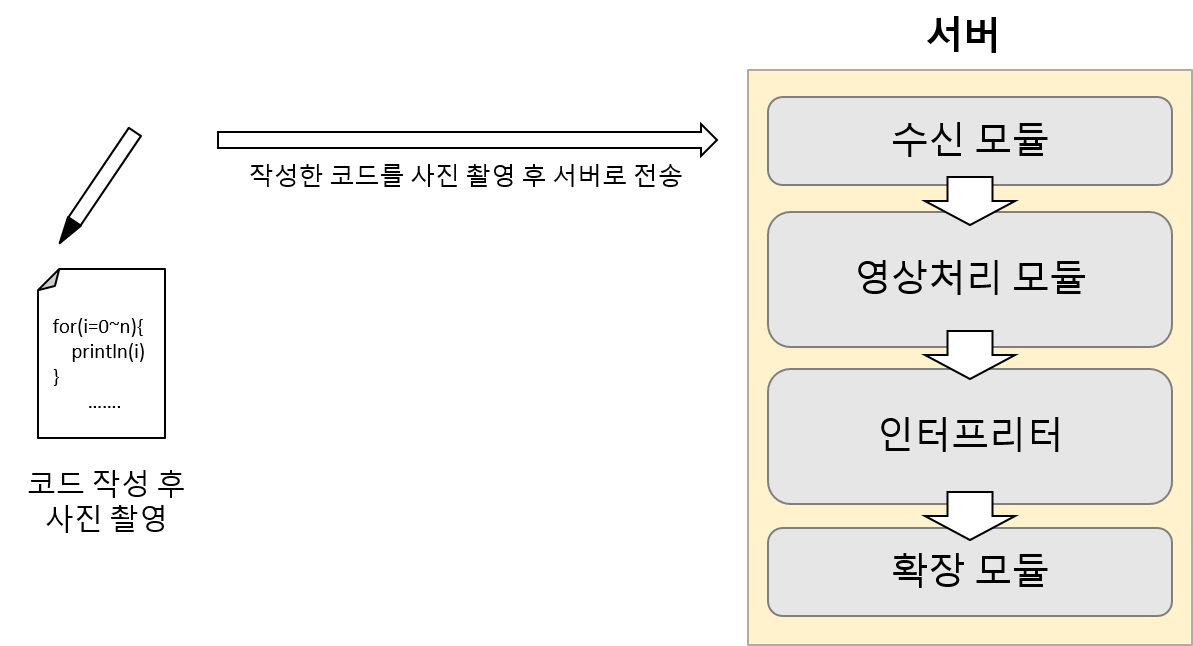 서버
수신 모듈
작성한 코드를 사진 촬영 후 서버로 전송
영상처리 모듈
for(i=0~n){
println(i)
}
.......
인터프리터
코드 작성 후
사진 촬영
확장 모듈